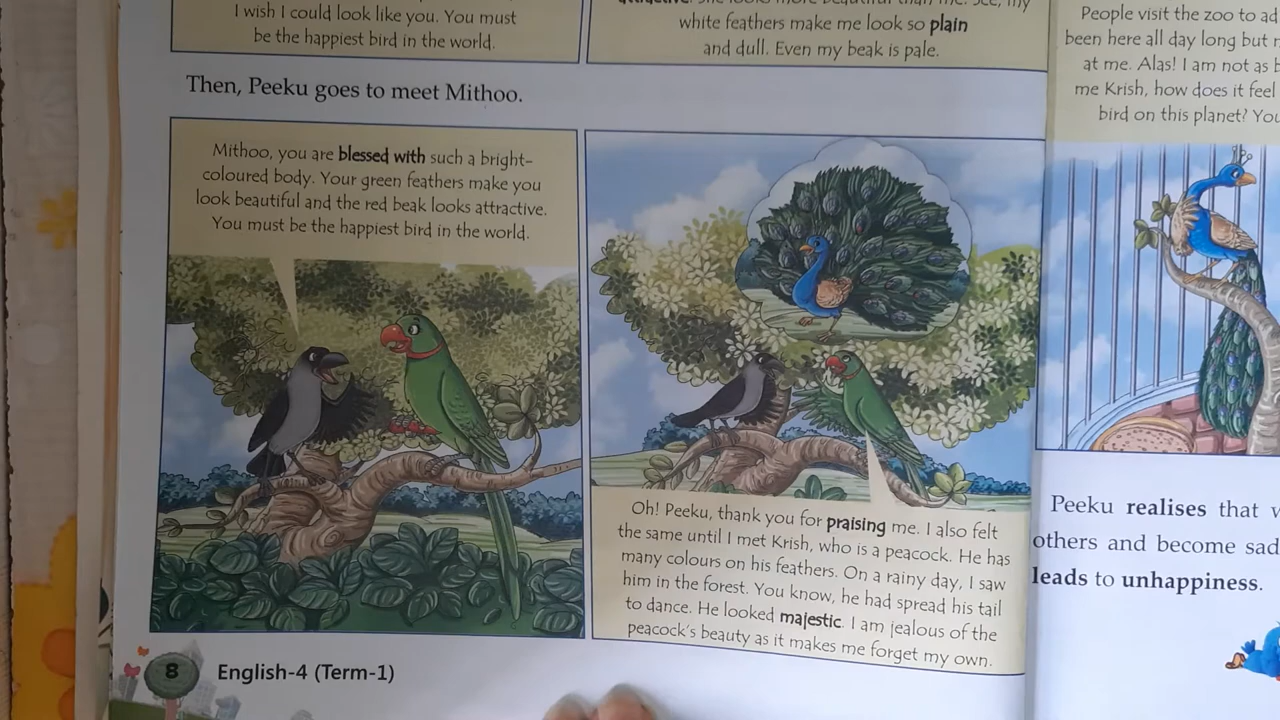 I wish I could look like you. You must
be the happiest bird in the world.
white feathers make me look so plain
and dull. Even my beak is pale.
Then, Peeku goes to meet Mithoo.
Mithoo, you are blessed with such a bright-
coloured body. Your green feathers make you
look beautiful and the red beak looks attractive.
You must be the happiest bird in the world.
Oh! Peeku, thank you for praising me. I also felt
the same until I met Krish, who is a peacock. He has
many colours on his feathers. On a rainy day, I saw
him in the forest. You know, he had spread his tail
to dance. He looked majestic. I am jealous of the
peacock's beauty as it makes me forget my own.
8 English-4 (Term-1)
People visit the zoo to
been here all day long but
at me. Alas! I am not as
me Krish, how does it feel
bird on this planet?
Peeku realises that
others and become sad
leads to unhappiness.